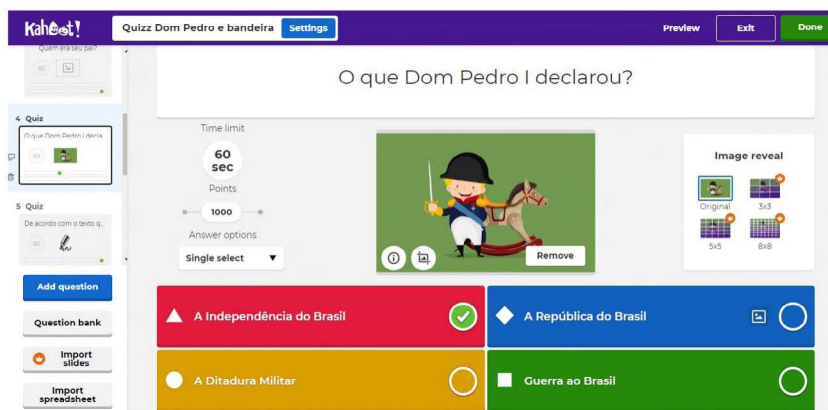 Kahoot!
Quizz Dom Pedro e bandeira
Settings
Preview
Exit
Done
Quem era seu pai?
60
4 Quiz
O que Dom Pedro I decla
60
5 Quiz
De acordo com o texto q...
60
Add question
Question bank
Import
slides
Import
spreadsheet
O que Dom Pedro I declarou?
Time limit
60
sec
Points
1000
Answer options
Single select
Remove
Image reveal
Original
3x3
5x5
8x8
A Independência do Brasil
A República do Brasil
A Ditadura Militar
Guerra ao Brasil